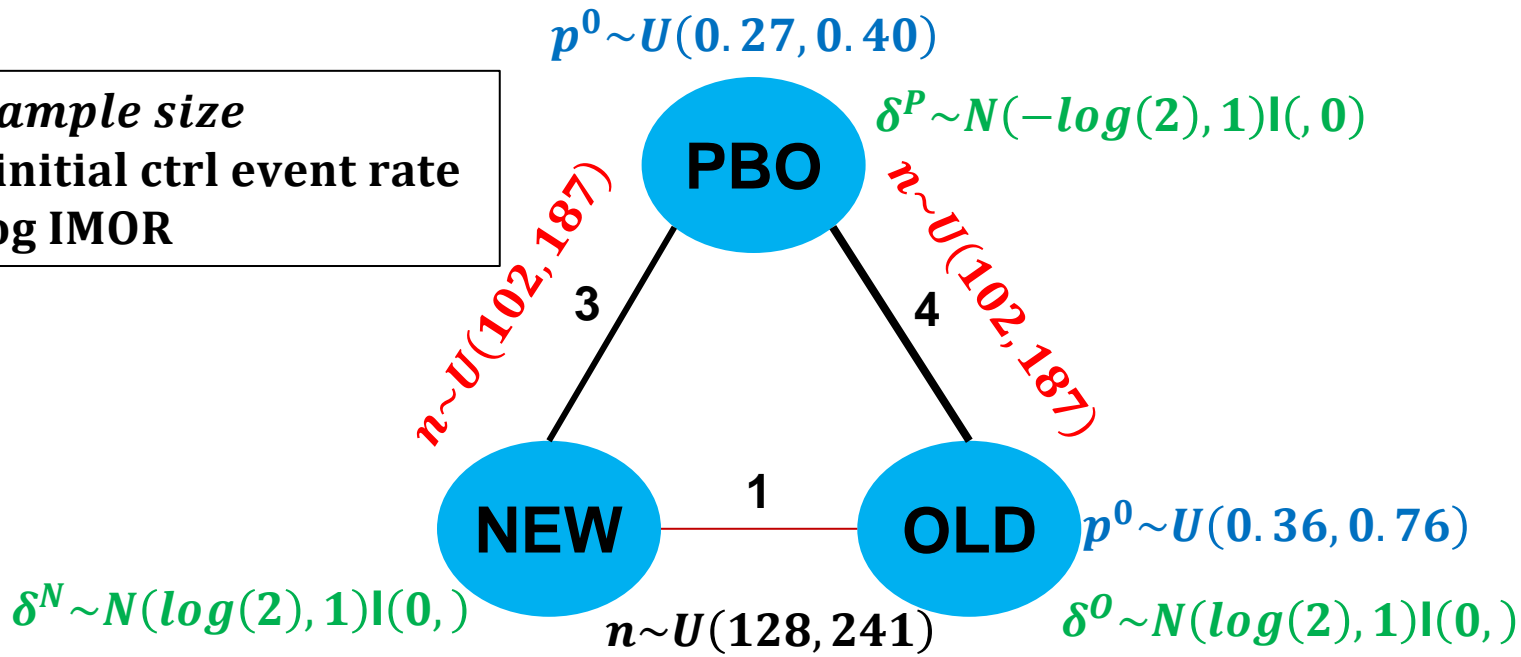 p⁰~U(0.27,0.40)
ample size
initial ctrl event rate
og IMOR
δᴾ~N(−log(2),1)I(,0)
PBO
n~U(102,187)
n~U(102,187)
3
4
1
NEW
OLD
p⁰~U(0.36,0.76)
δᴺ~N(log(2),1)I(0,)
n~U(128,241)
δᴼ~N(log(2),1)I(0,)